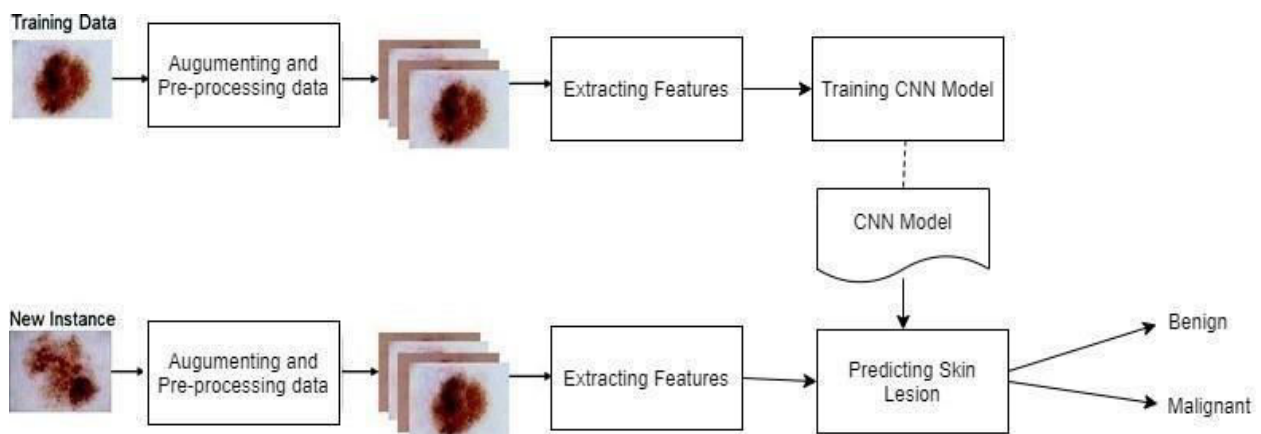 Training Data
Augumenting and
Pre-processing data
Extracting Features
Training CNN Model
CNN Model
New Instance
Augumenting and
Pre-processing data
Extracting Features
Predicting Skin
Lesion
Benign
Malignant